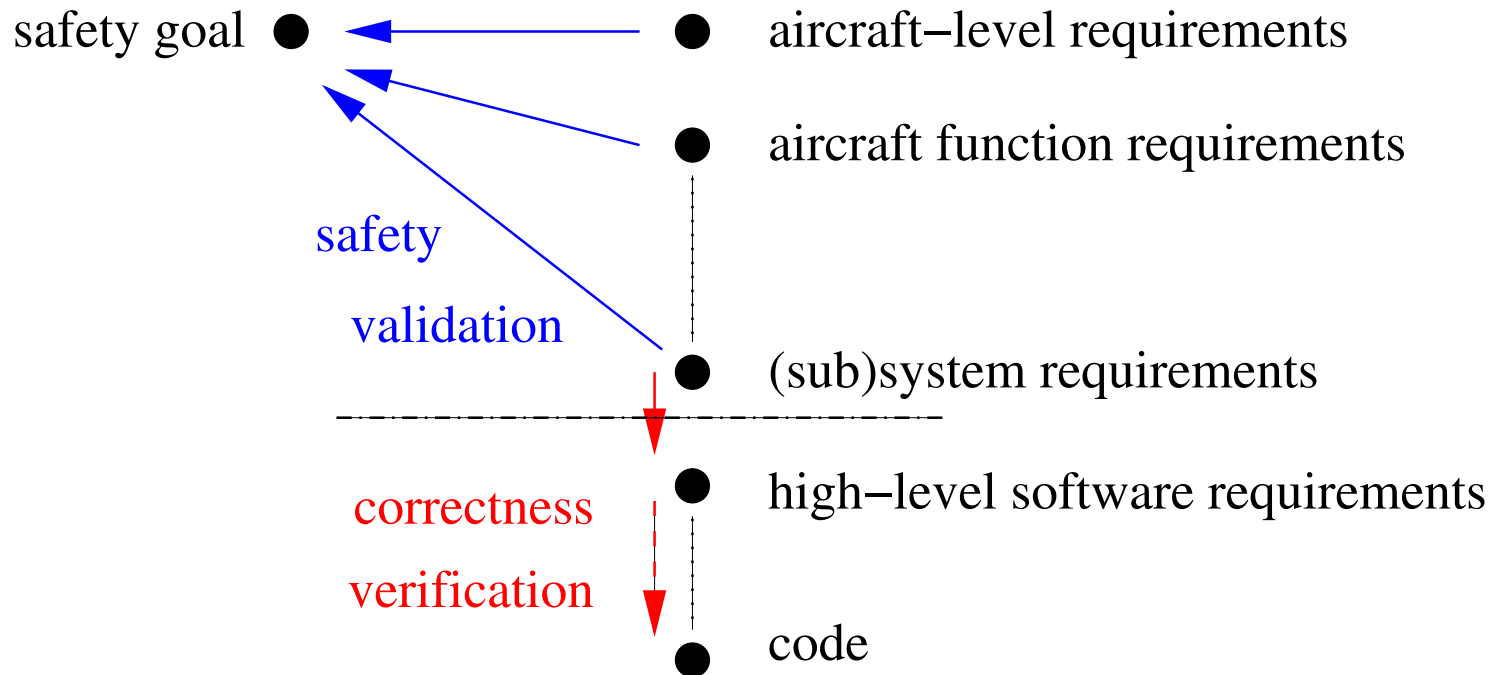 safety goal
aircraft−level requirements
aircraft function requirements
safety
validation
(sub)system requirements
high−level software requirements
correctness
verification
code